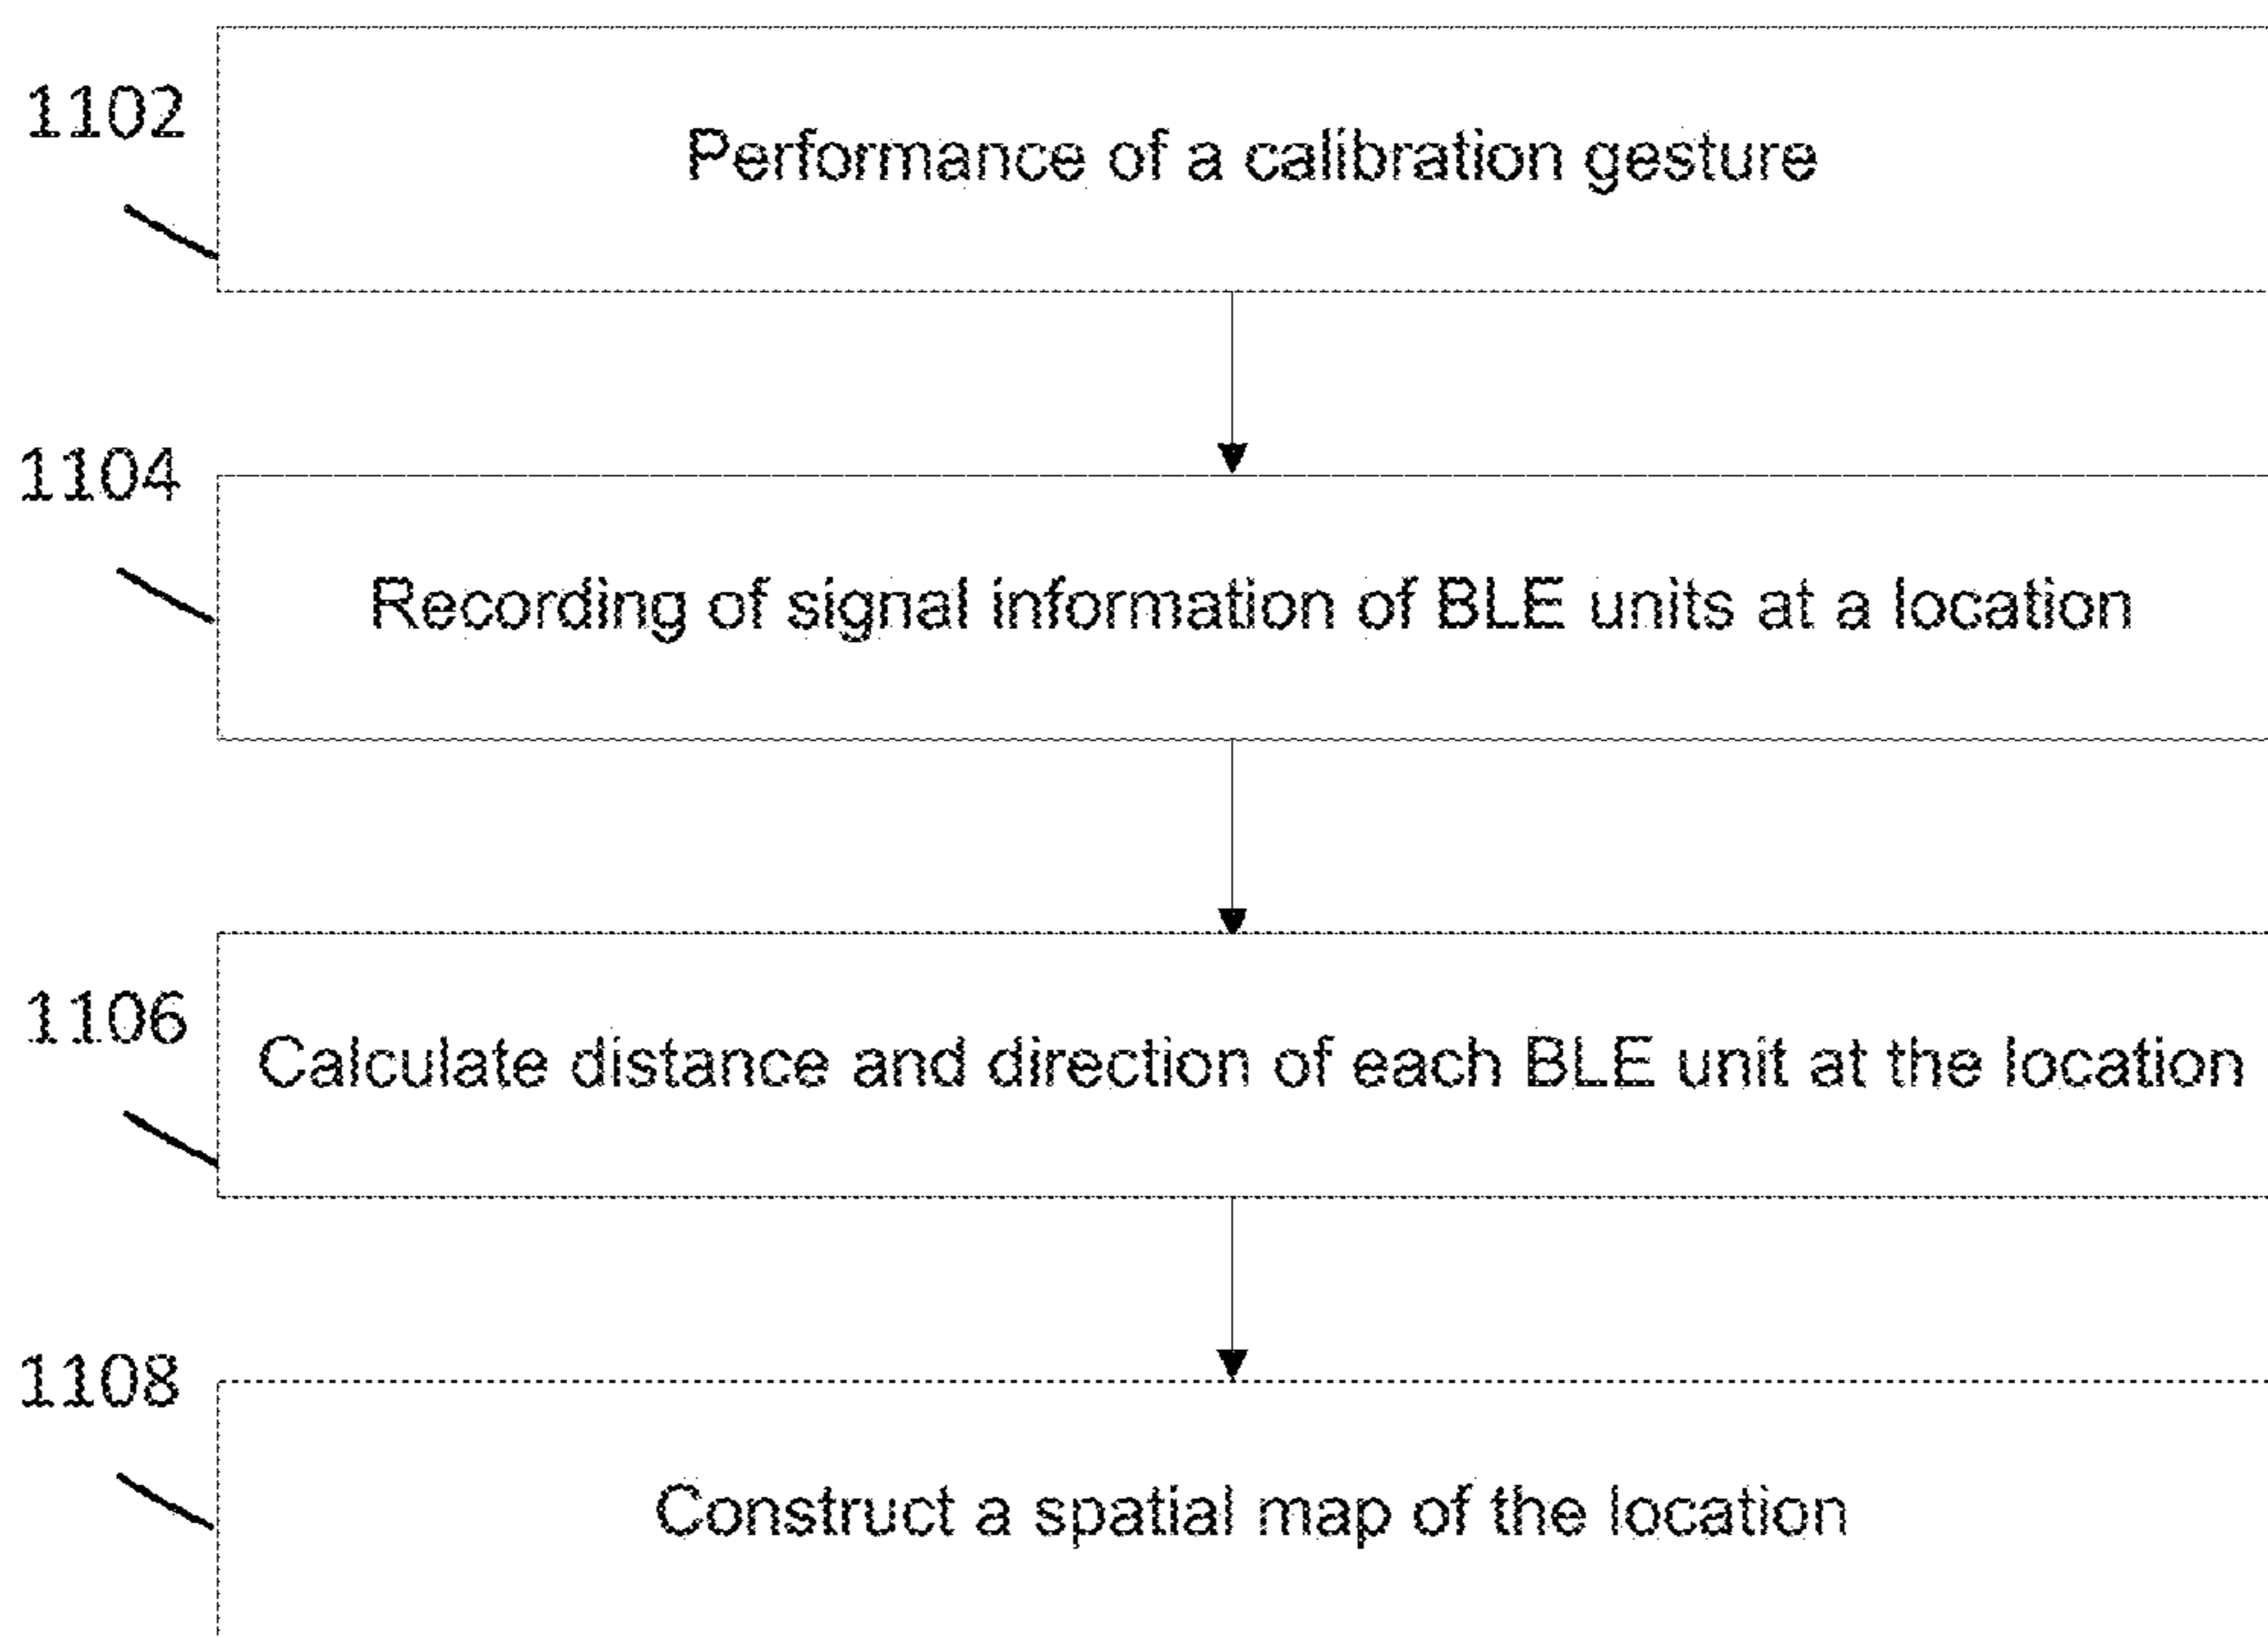 1102
Performance of a calibration gesture
1104
Recording of signal information of BLE units at a location
1106
Calculate distance and direction of each BLE unit at the location
1108
Construct a spatial map of the location